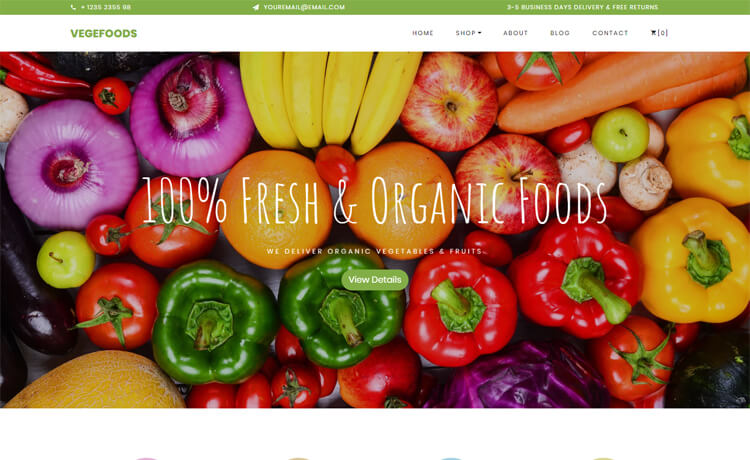 + 1235 2355 98
YOUREMAIL@EMAIL.COM
3-5 BUSINESS DAYS DELIVERY & FREE RETURNS
VEGEFOODS
HOME
SHOP
ABOUT
BLOG
CONTACT
[0]
100% Fresh & Organic Foods
WE DELIVER ORGANIC VEGETABLES & FRUITS
View Details